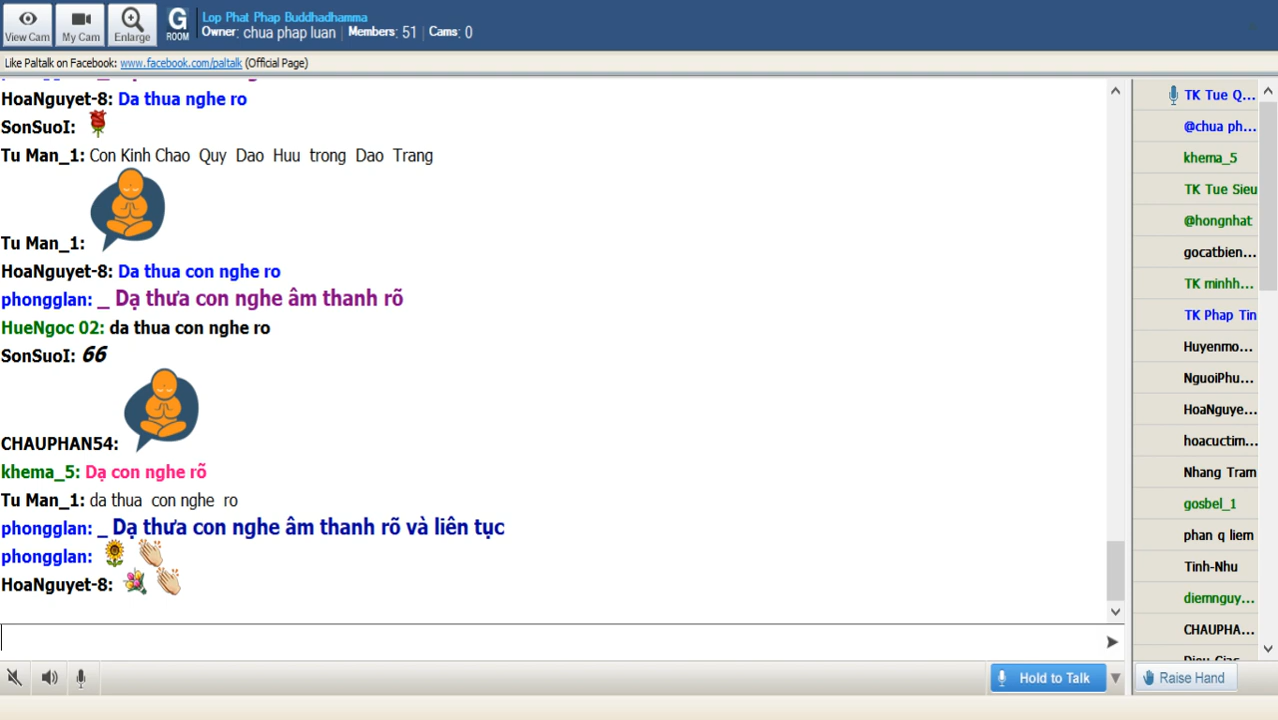 View Cam
My Cam
Enlarge
G
ROOM
Lop Phat Phap Buddhadhamma
Owner: chua phap luan | Members: 51 | Cams: 0
Like Paltalk on Facebook: www.facebook.com/paltalk (Official Page)
HoaNguyet-8: Da thua nghe ro
SonSuoI:
Tu Man_1: Con Kinh Chao Quy Dao Huu trong Dao Trang
Tu Man_1:
HoaNguyet-8: Da thua con nghe ro
phongglan: _ Dạ thưa con nghe âm thanh rõ
HueNgoc 02: da thua con nghe ro
SonSuoI: 66
CHAUPHAN54:
khema_5: Dạ con nghe rõ
Tu Man_1: da thua con nghe ro
phongglan: _ Dạ thưa con nghe âm thanh rõ và liên tục
phongglan:
HoaNguyet-8:
TK Tue Q...
@chua ph...
khema_5
TK Tue Sieu
@hongnhat
gocatbien...
TK minhh...
TK Phap Tin
Huyenmo...
NguoiPhu...
HoaNguye...
hoacuctim...
Nhang Tram
gosbel_1
phan q liem
Tinh-Nhu
diemnguy...
CHAUPHA...
Hold to Talk
Raise Hand